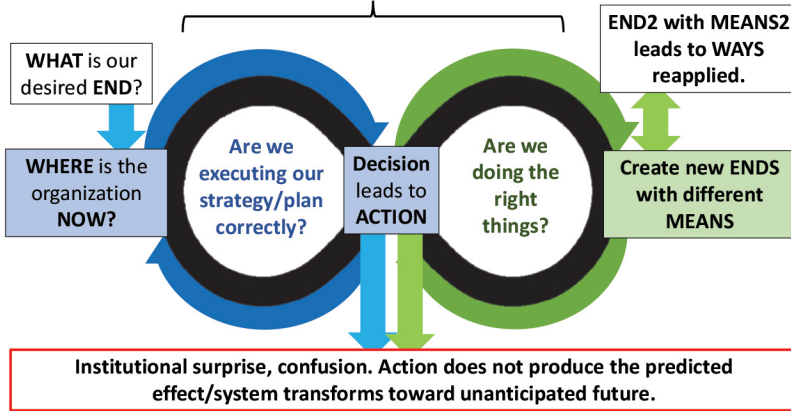 WHAT is our
desired END?
WHERE is the
organization
NOW?
Are we
executing our
strategy/plan
correctly?
Decision
leads to
ACTION
Are we
doing the
right
things?
END2 with MEANS2
leads to WAYS
reapplied.
Create new ENDS
with different
MEANS
Institutional surprise, confusion. Action does not produce the predicted
effect/system transforms toward unanticipated future.